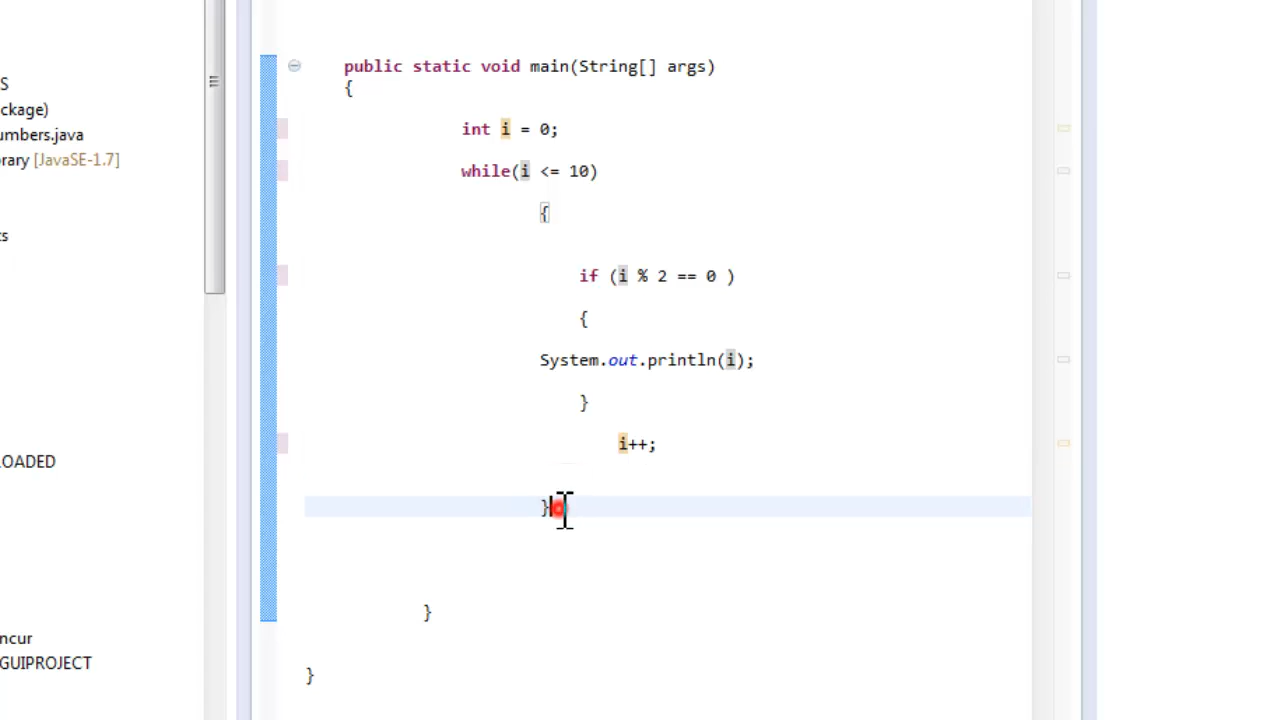 public static void main(String[] args)
{
S
ckage)
int i = 0;
umbers.java
rary [JavaSE-1.7]
while(i <= 10)
{
ts
if (i % 2 == 0 )
{
System.out.println(i);
}
i++;
OADED
}
}
ncur
GUIPROJECT
}